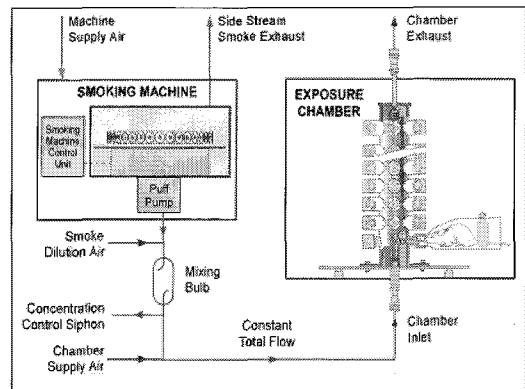 Machine
Supply Air
Side Stream
Smoke Exhaust
Chamber
Exhaust
SMOKING MACHINE
Smoking
Machine
Control
Unit
Puff
Pump
EXPOSURE
CHAMBER
Smoke
Dilution Air
Mixing
Bulb
Concentration
Control Siphon
Constant
Total Flow
Chamber
Supply Air
Chamber
Inlet